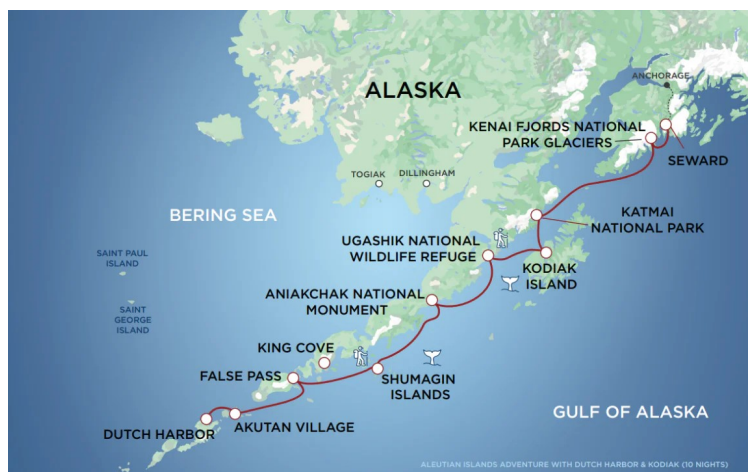 ALASKA
ANCHORAGE
KENAI FJORDS NATIONAL
PARK GLACIERS
SEWARD
TOGIAK
DILLINGHAM
BERING SEA
KATMAI
NATIONAL PARK
UGASHIK NATIONAL
WILDLIFE REFUGE
SAINT PAUL
ISLAND
KODIAK
ISLAND
ANIAKCHAK NATIONAL
MONUMENT
SAINT
GEORGE
ISLAND
KING COVE
FALSE PASS
SHUMAGIN
ISLANDS
GULF OF ALASKA
DUTCH HARBOR
AKUTAN VILLAGE
ALEUTIAN ISLANDS ADVENTURE WITH DUTCH HARBOR & KODIAK (10 NIGHTS)